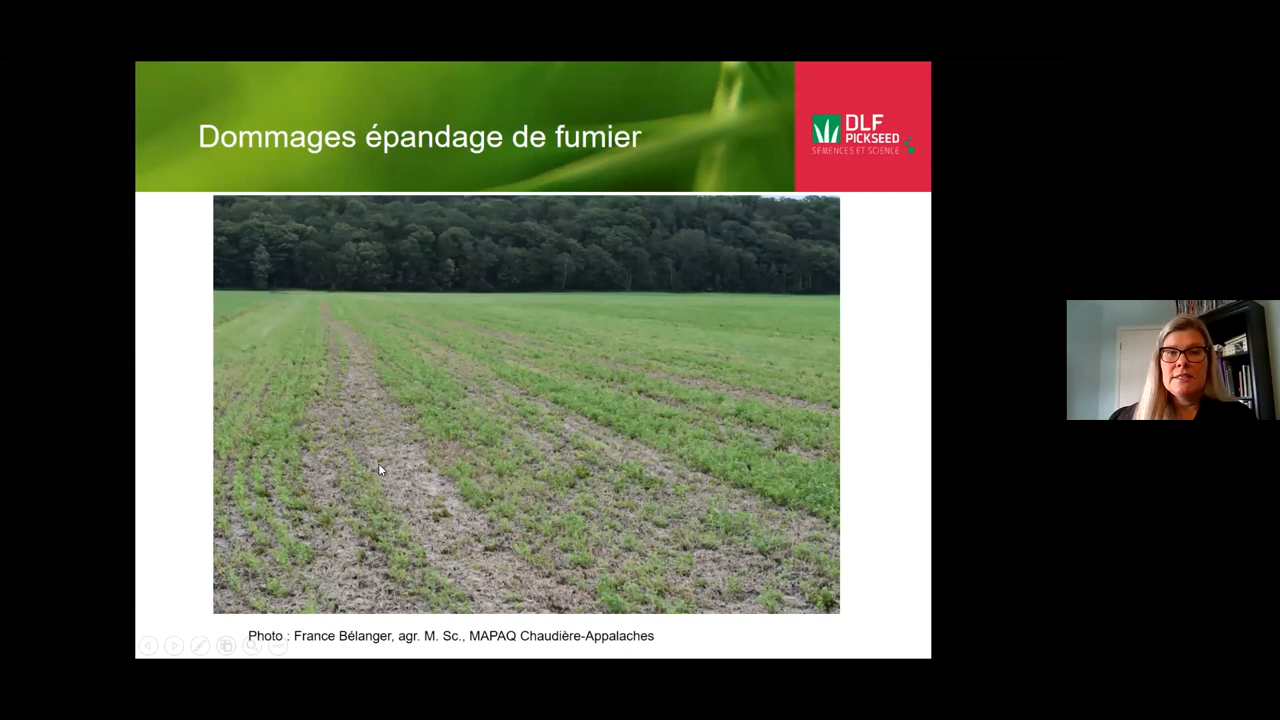 Dommages épandage de fumier
DLF
PICKSEED
SEMENCES ET SCIENCE
Photo : France Bélanger, agr. M. Sc., MAPAQ Chaudière-Appalaches